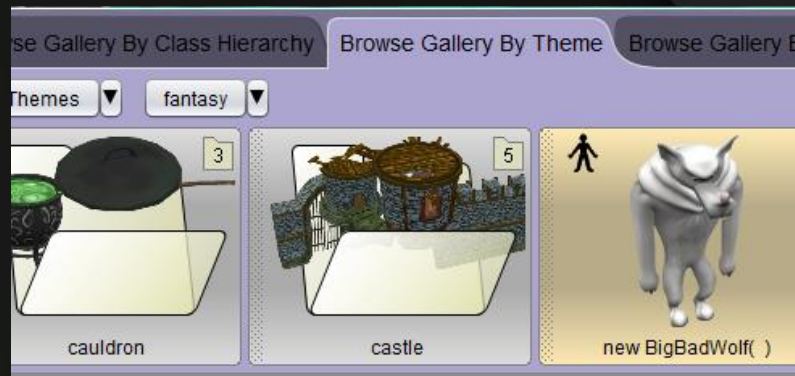 se Gallery By Class Hierarchy Browse Gallery By Theme Browse Gallery B
Themes fantasy
3 5
cauldron castle new BigBadWolf( )